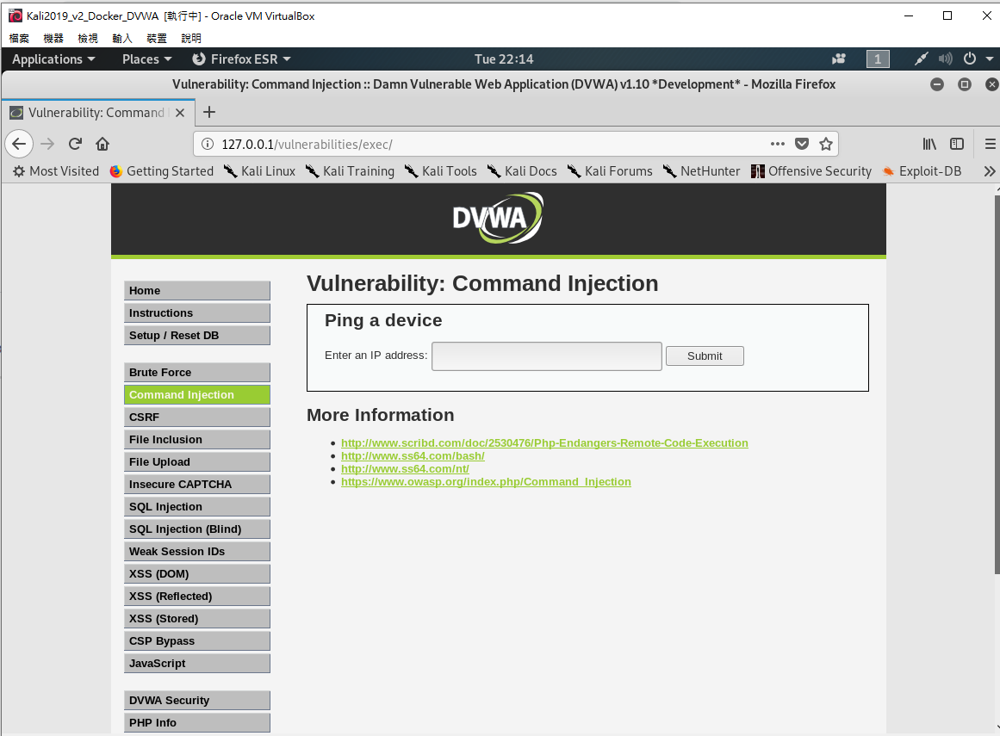 Kali2019_v2_Docker_DVWA [執行中] - Oracle VM VirtualBox
檔案 機器 檢視 輸入 裝置 說明
Applications Places Firefox ESR Tue 22:14 1
Vulnerability: Command Injection :: Damn Vulnerable Web Application (DVWA) v1.10 *Development* - Mozilla Firefox
Vulnerability: Command
127.0.0.1/vulnerabilities/exec/
Most Visited Getting Started Kali Linux Kali Training Kali Tools Kali Docs Kali Forums NetHunter Offensive Security Exploit-DB
DVWA
Vulnerability: Command Injection
Ping a device
Enter an IP address: Submit
More Information
http://www.scribd.com/doc/2530476/Php-Endangers-Remote-Code-Execution
http://www.ss64.com/bash/
http://www.ss64.com/nt/
https://www.owasp.org/index.php/Command_Injection
Home
Instructions
Setup / Reset DB
Brute Force
Command Injection
CSRF
File Inclusion
File Upload
Insecure CAPTCHA
SQL Injection
SQL Injection (Blind)
Weak Session IDs
XSS (DOM)
XSS (Reflected)
XSS (Stored)
CSP Bypass
JavaScript
DVWA Security
PHP Info